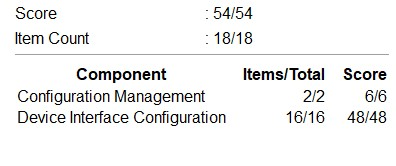 Score : 54/54
Item Count : 18/18
Component Items/Total Score
Configuration Management 2/2 6/6
Device Interface Configuration 16/16 48/48